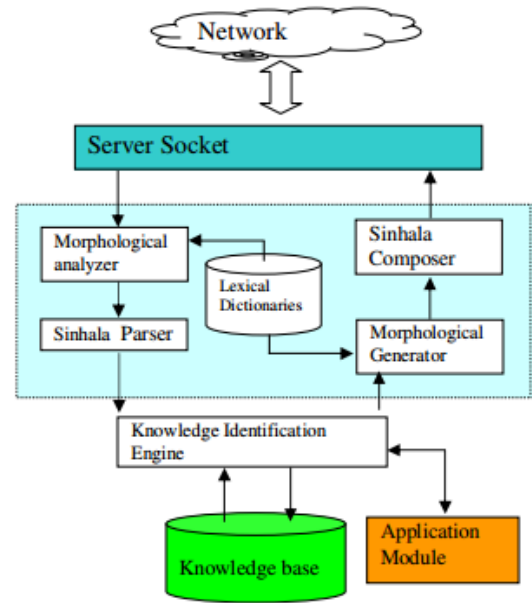 Network
Server Socket
Morphological
analyzer
Sinhala Parser
Lexical
Dictionaries
Sinhala
Composer
Morphological
Generator
Knowledge Identification
Engine
Knowledge base
Application
Module